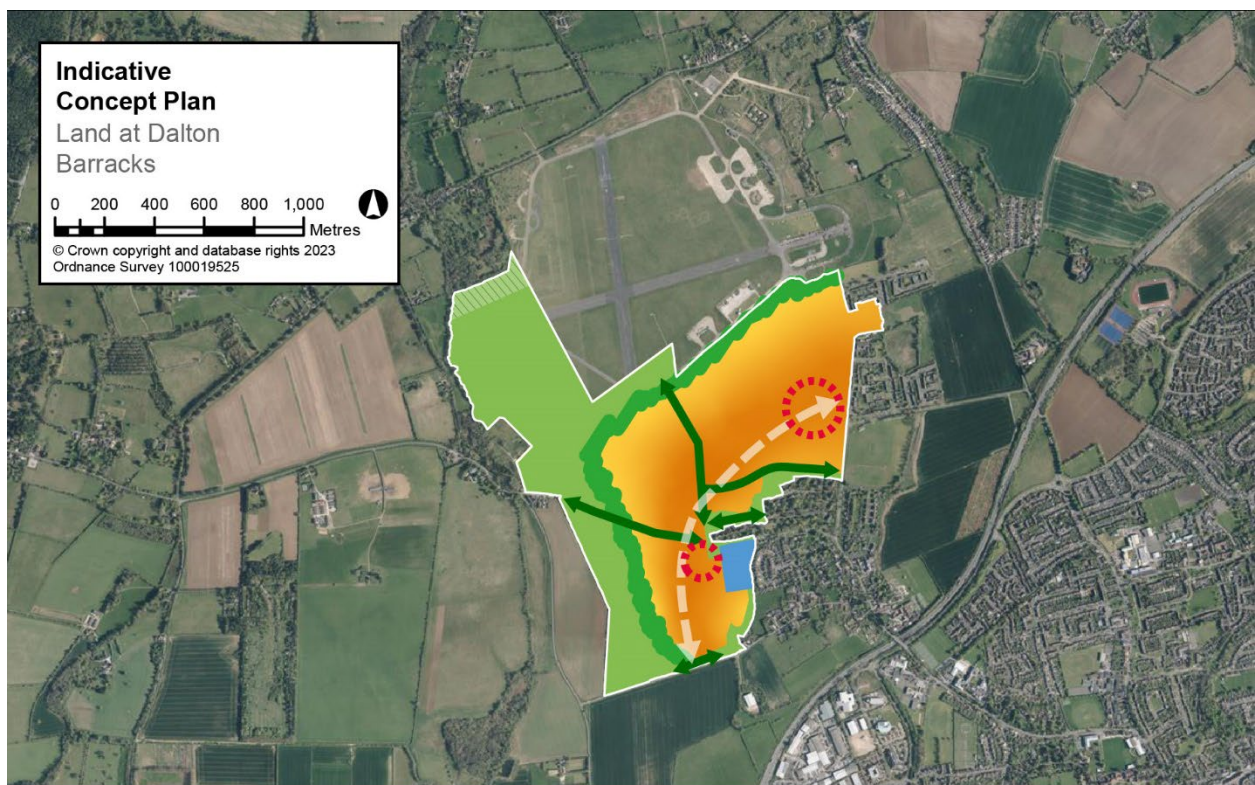 Indicative
Concept Plan
Land at Dalton
Barracks
0 200 400 600 800 1,000
Metres
© Crown copyright and database rights 2023
Ordnance Survey 100019525